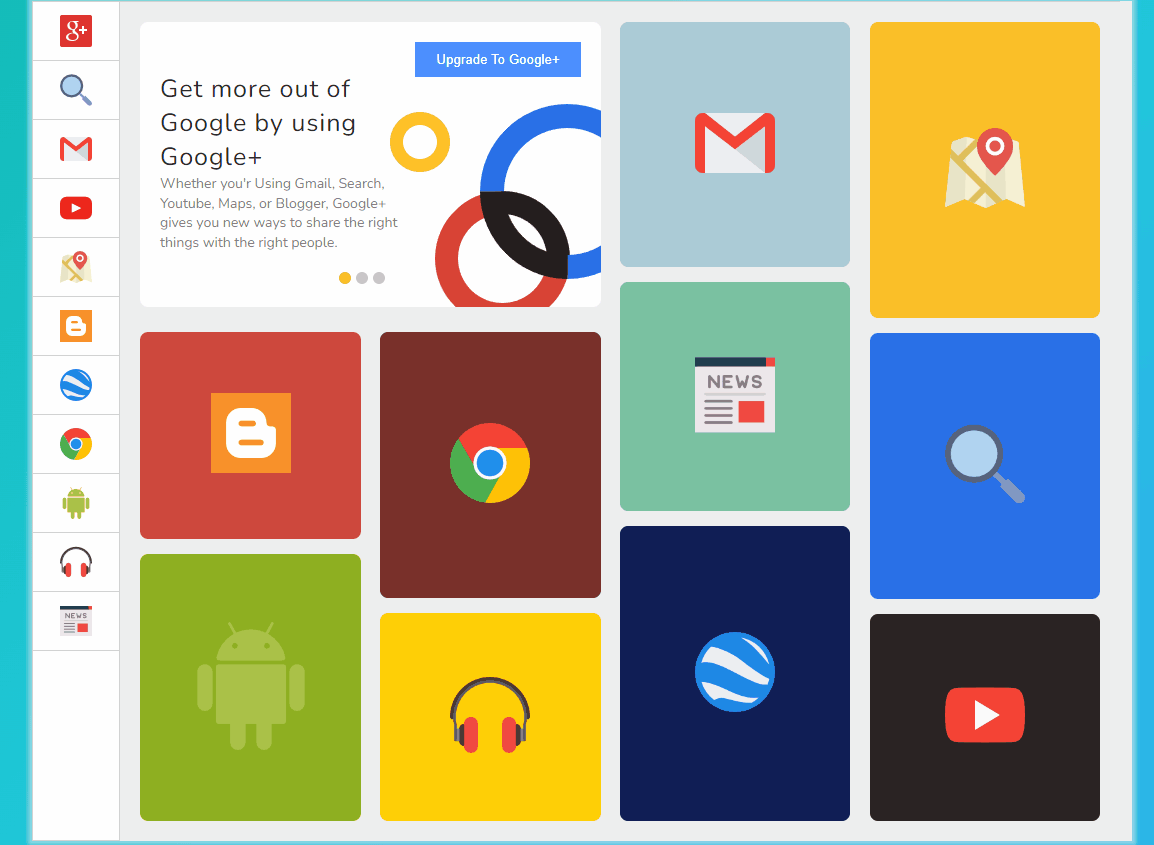 g+
Upgrade To Google+
Get more out of
Google by using
Google+
Whether you'r Using Gmail, Search,
Youtube, Maps, or Blogger, Google+
gives you new ways to share the right
things with the right people.
NEWS
NEWS